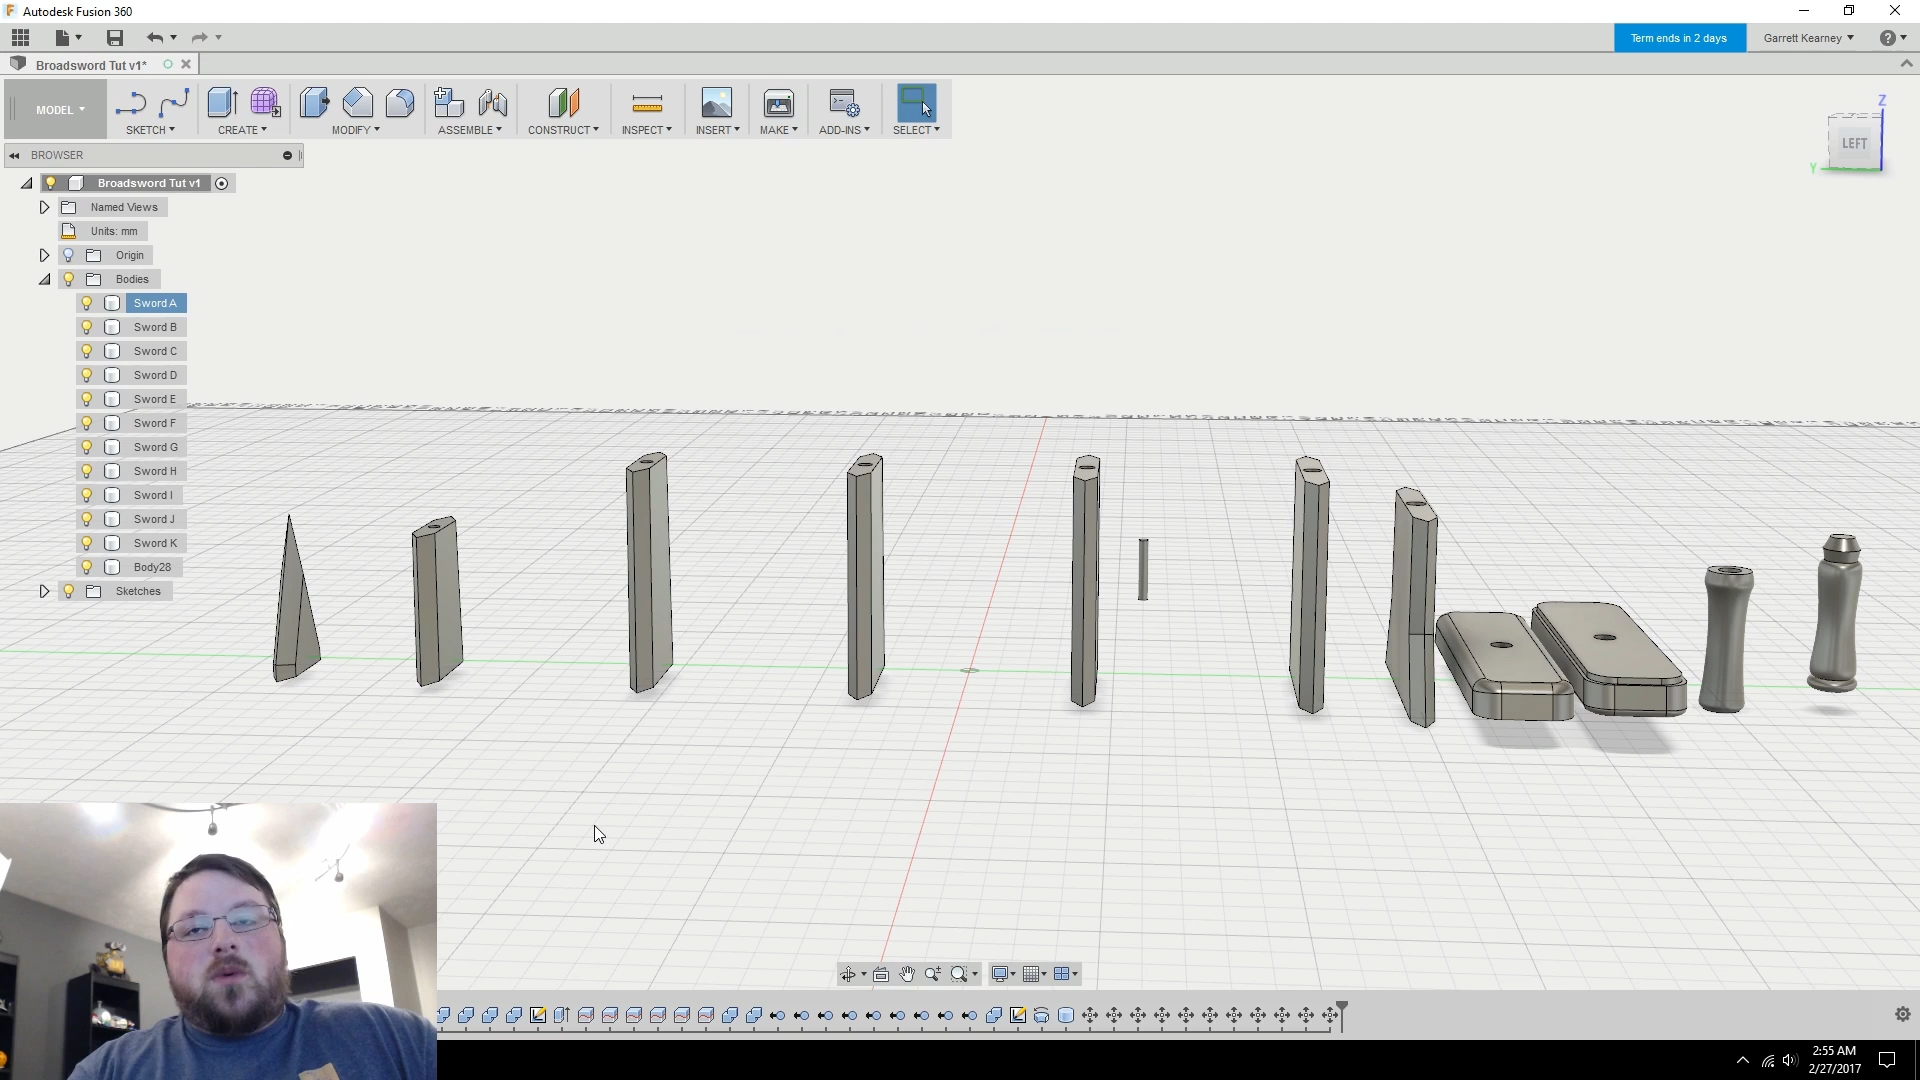 Autodesk Fusion 360
Term ends in 2 days
Garrett Kearney
Broadsword Tut v1*
MODEL
SKETCH
CREATE
MODIFY
ASSEMBLE
CONSTRUCT
INSPECT
INSERT
MAKE
ADD-INS
SELECT
Z
LEFT
Y
BROWSER
Broadsword Tut v1
Named Views
Units: mm
Origin
Bodies
Sword A
Sword B
Sword C
Sword D
Sword E
Sword F
Sword G
Sword H
Sword I
Sword J
Sword K
Body28
Sketches
2:55 AM
2/27/2017